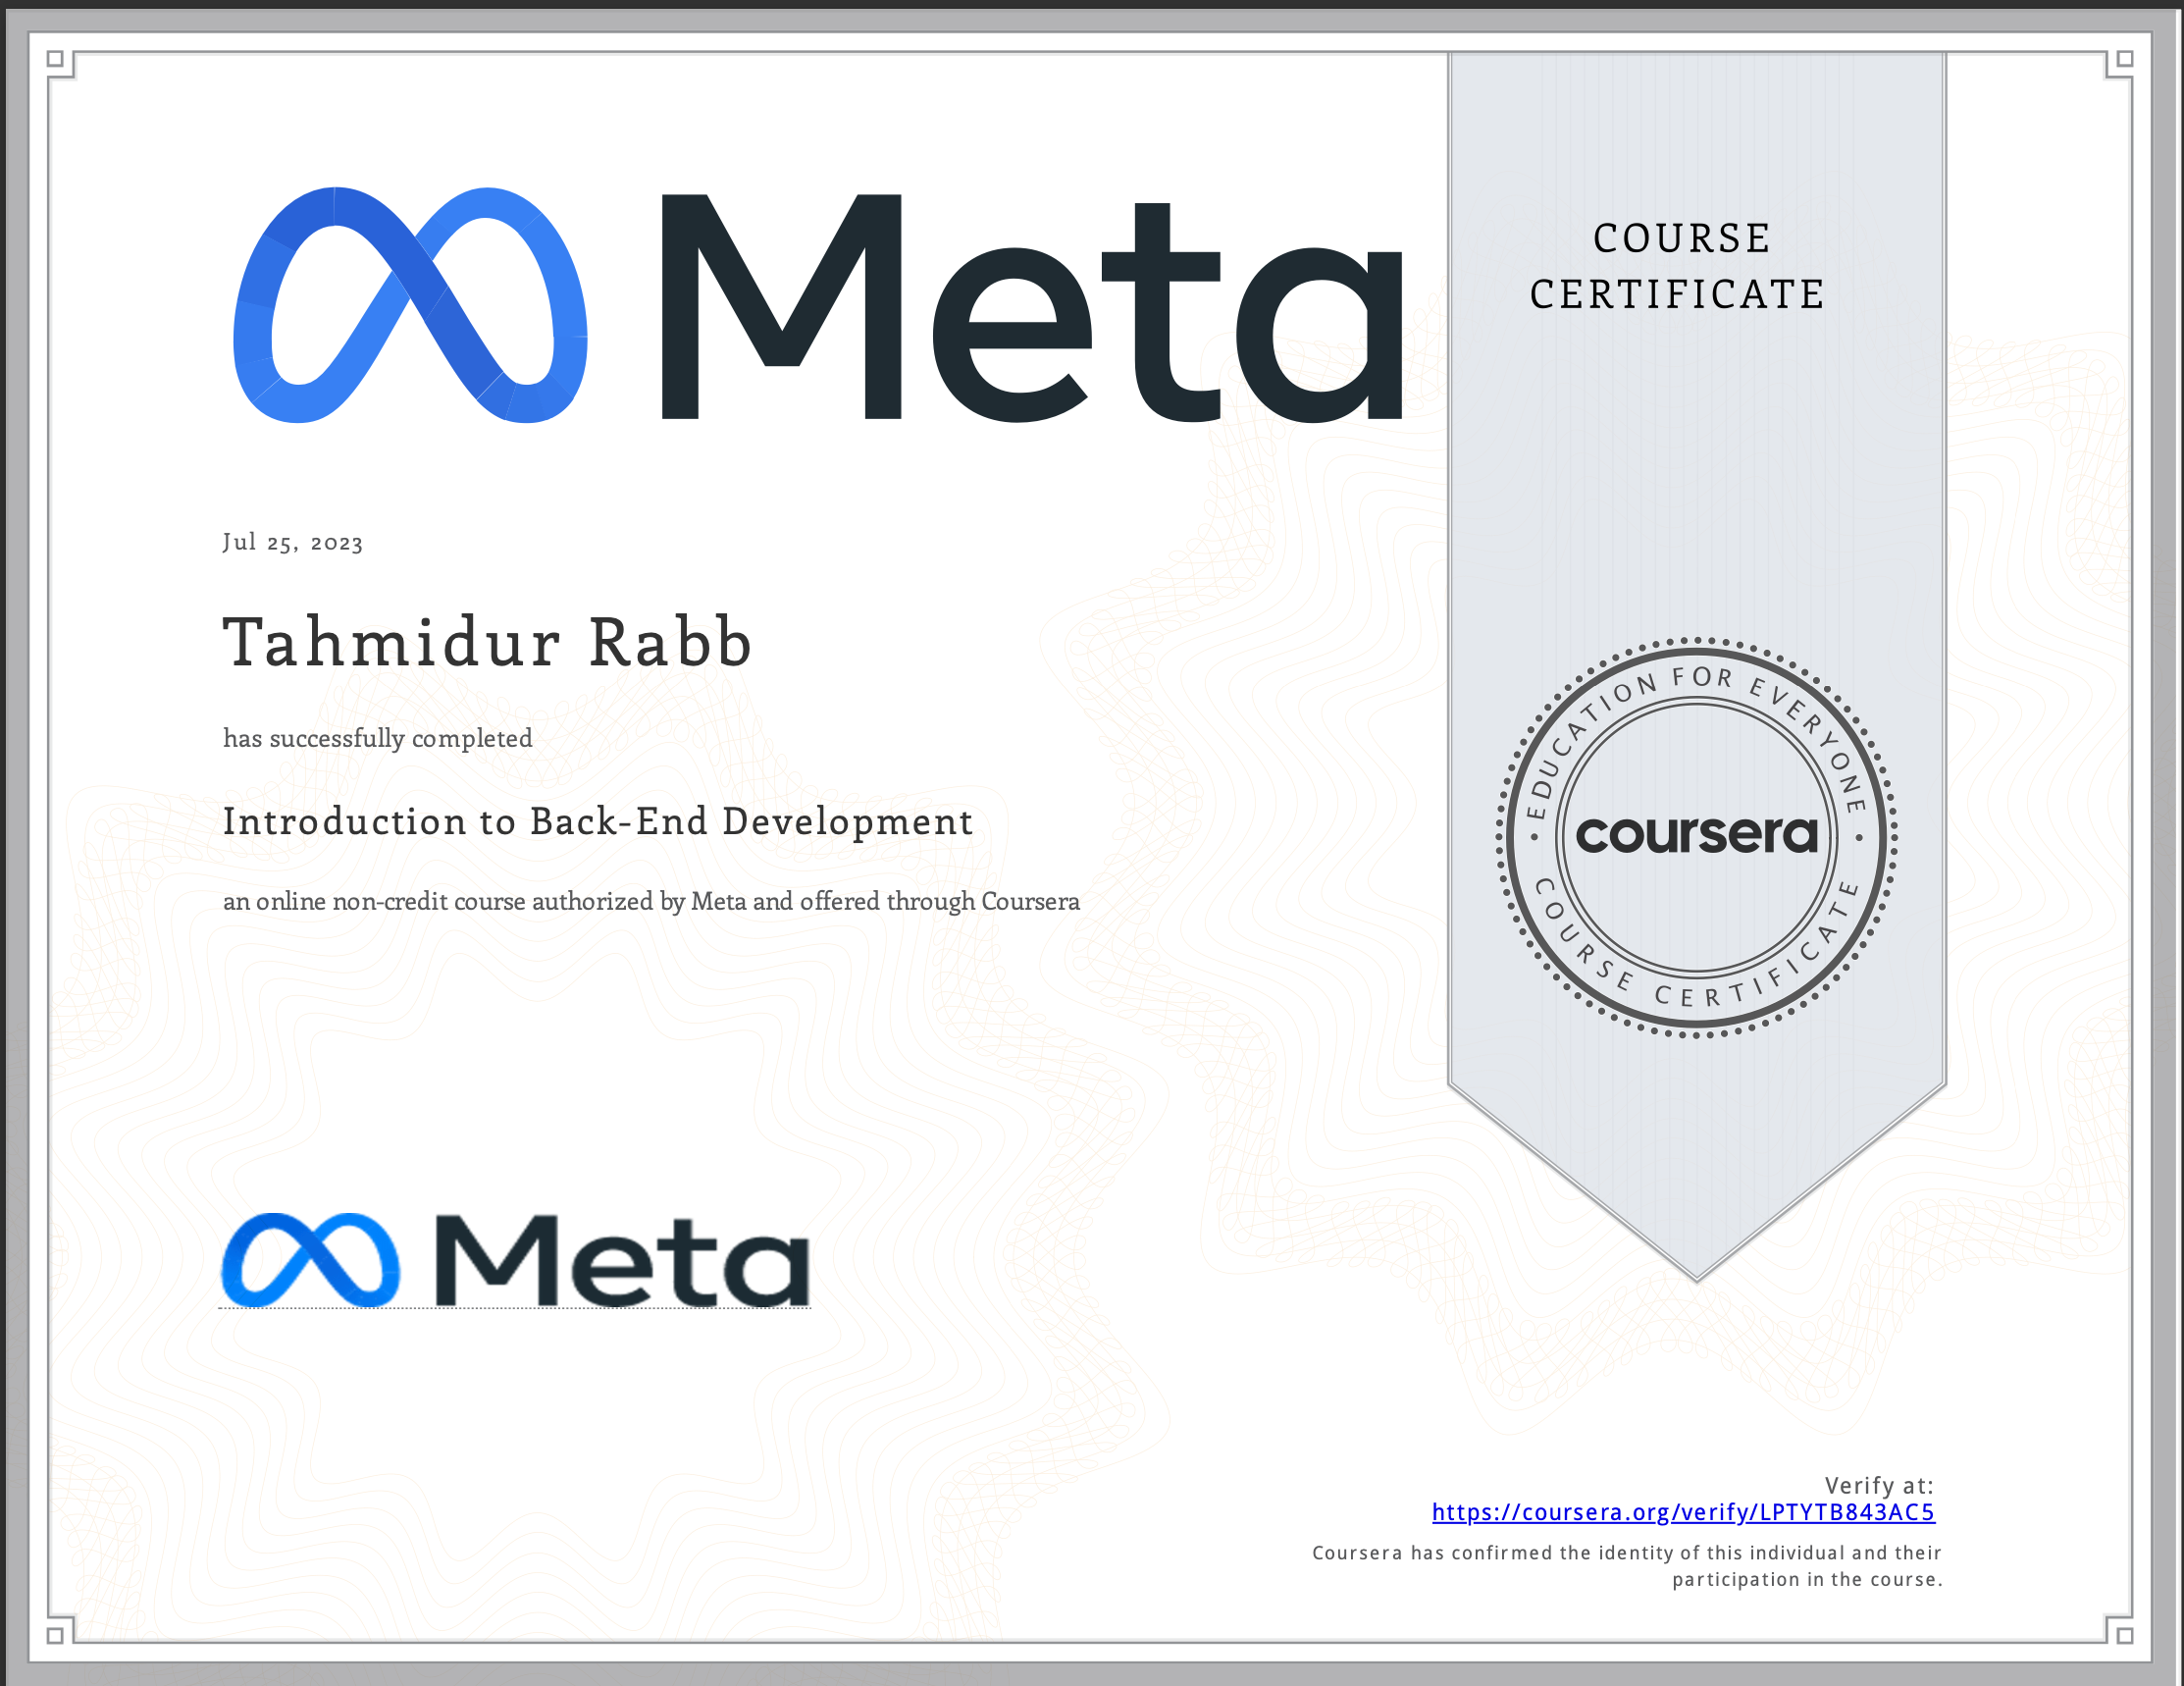 Meta
COURSE
CERTIFICATE
Jul 25, 2023
Tahmidur Rabb
has successfully completed
Introduction to Back-End Development
an online non-credit course authorized by Meta and offered through Coursera
EDUCATION FOR EVERYONE
coursera
COURSE CERTIFICATE
Meta
Verify at:
https://coursera.org/verify/LPTYTB843AC5
Coursera has confirmed the identity of this individual and their
participation in the course.